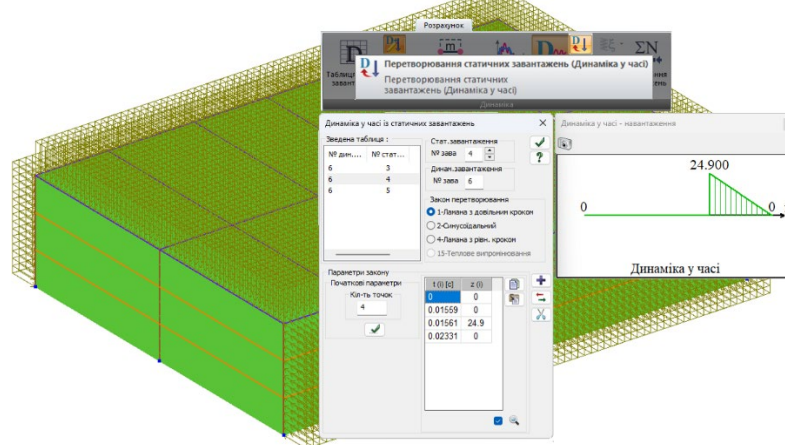 Розрахунок
D
ΣN
Таблиц
D Перетворювання статичних завантажень (Динаміка у часі)
Перетворювання статичних
завантажень (Динаміка у часі)
Динаміка
Динаміка у часі із статичних завантажень
Зведена таблиця :
№ дин,... № стат...
6 3
6 4
6 5
Стат.завантаження
№ зава 4
?
Динам.завантаження
№ зава 6
Закон перетворювання
1-Ламана з довільним кроком
2-Синусоїдальний
4-Ламана з рівн. кроком
15-Теплове випромінювання
Параметри закону
Початкові параметри
Кіл-ть точок
4
t (i) [c] z (i)
0 0
0.01559 0
0.01561 24.9
0.02331 0
Динаміка у часі - навантаження
24.900
0 0
Динаміка у часі